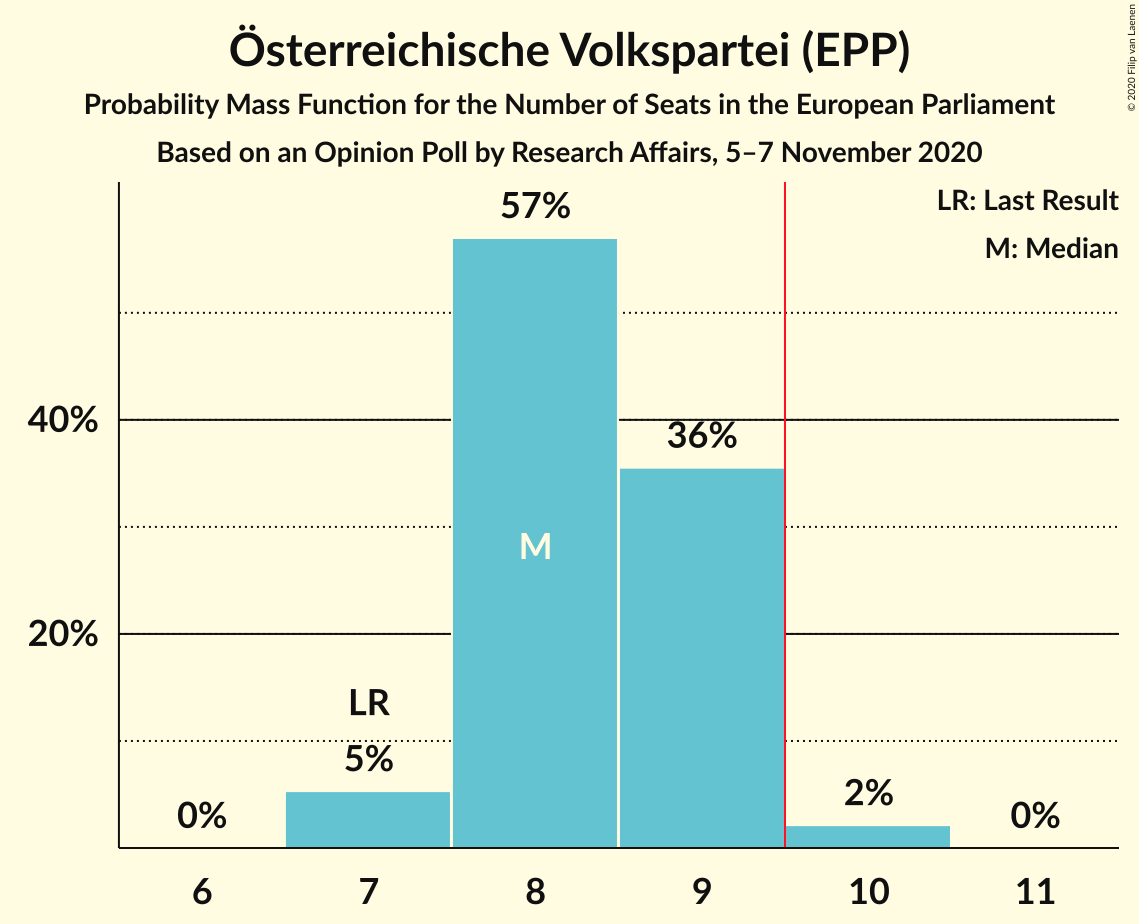 Österreichische Volkspartei (EPP)
Probability Mass Function for the Number of Seats in the European Parliament
Based on an Opinion Poll by Research Affairs, 5–7 November 2020
© 2020 Filip van Laenen
LR: Last Result
M: Median
57%
40%
36%
M
20%
LR
5%
0%
2%
0%
6 7 8 9 10 11